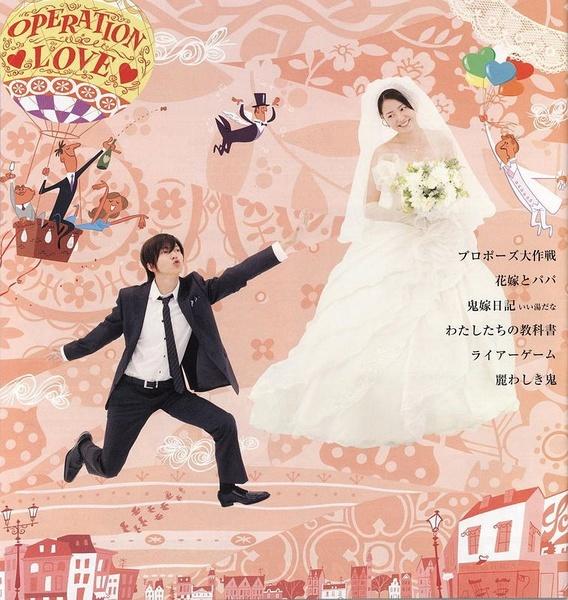 OPERATION
LOVE
プロポーズ大作戦
花嫁とパパ
鬼嫁日記 いい湯だな
わたしたちの教科書
ライアーゲーム
麗わしき鬼